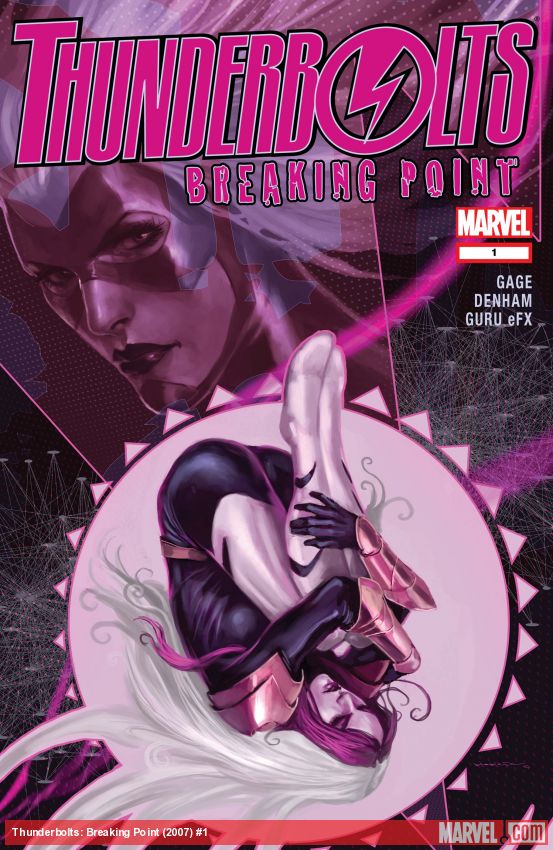 THUNDERBOLTS
BREAKING POINT
MARVEL
1
GAGE
DENHAM
GURU eFX
Thunderbolts: Breaking Point (2007) #1
MARVEL.com